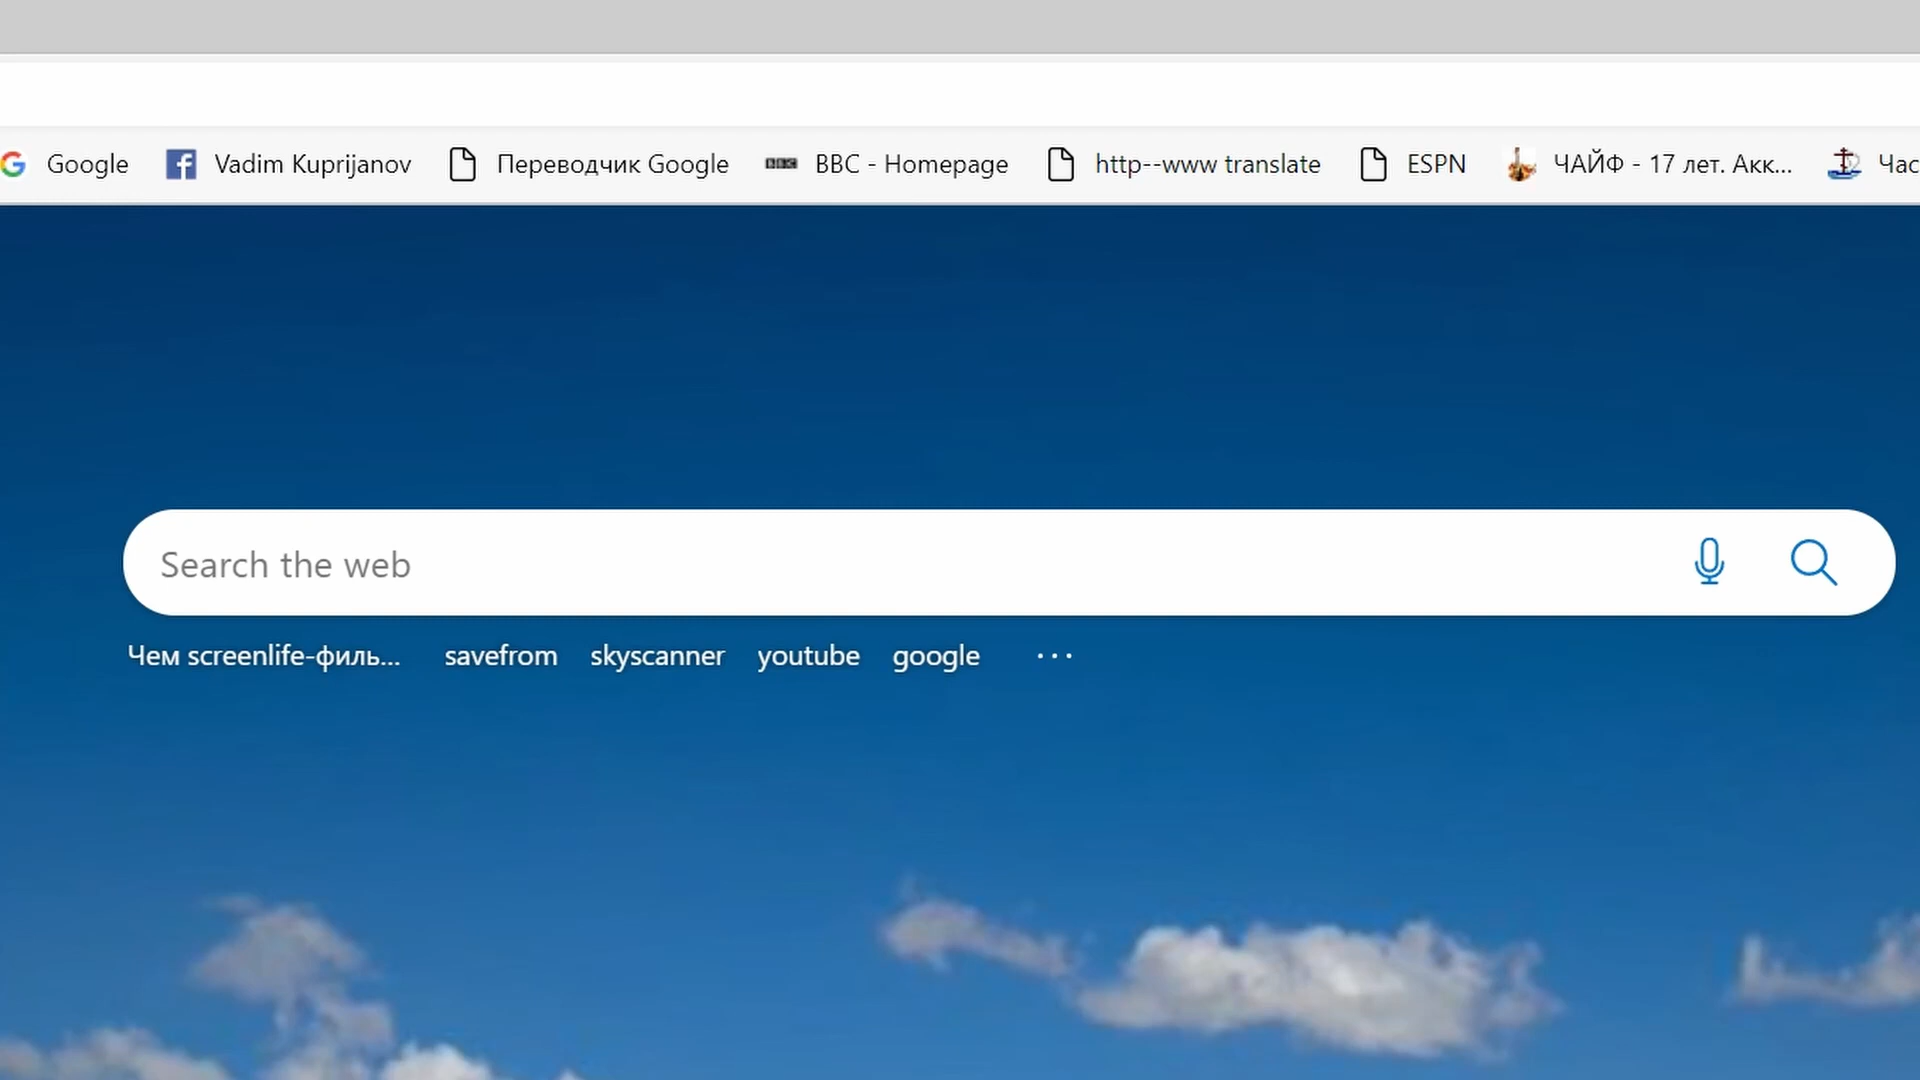 Google Vadim Kuprijanov Переводчик Google BBC BBC - Homepage http--www translate ESPN ЧАЙФ - 17 лет. Акк... Час
Search the web
Чем screenlife-филь... savefrom skyscanner youtube google ...